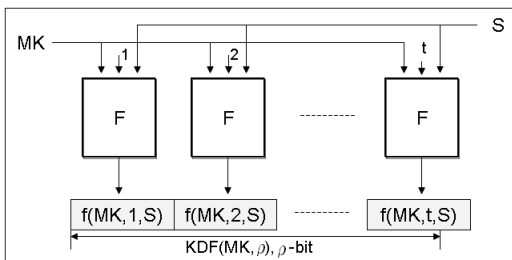 S
MK
1 2 t
F F F
f(MK,1,S) f(MK,2,S) f(MK,t,S)
KDF(MK, ρ), ρ-bit